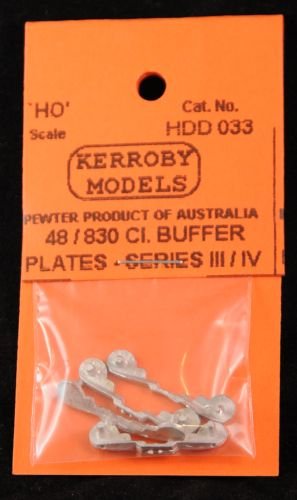 'HO' Cat. No.
Scale HDD 033
KERROBY
MODELS
PEWTER PRODUCT OF AUSTRALIA
48 / 830 Cl. BUFFER
PLATES - SERIES III / IV